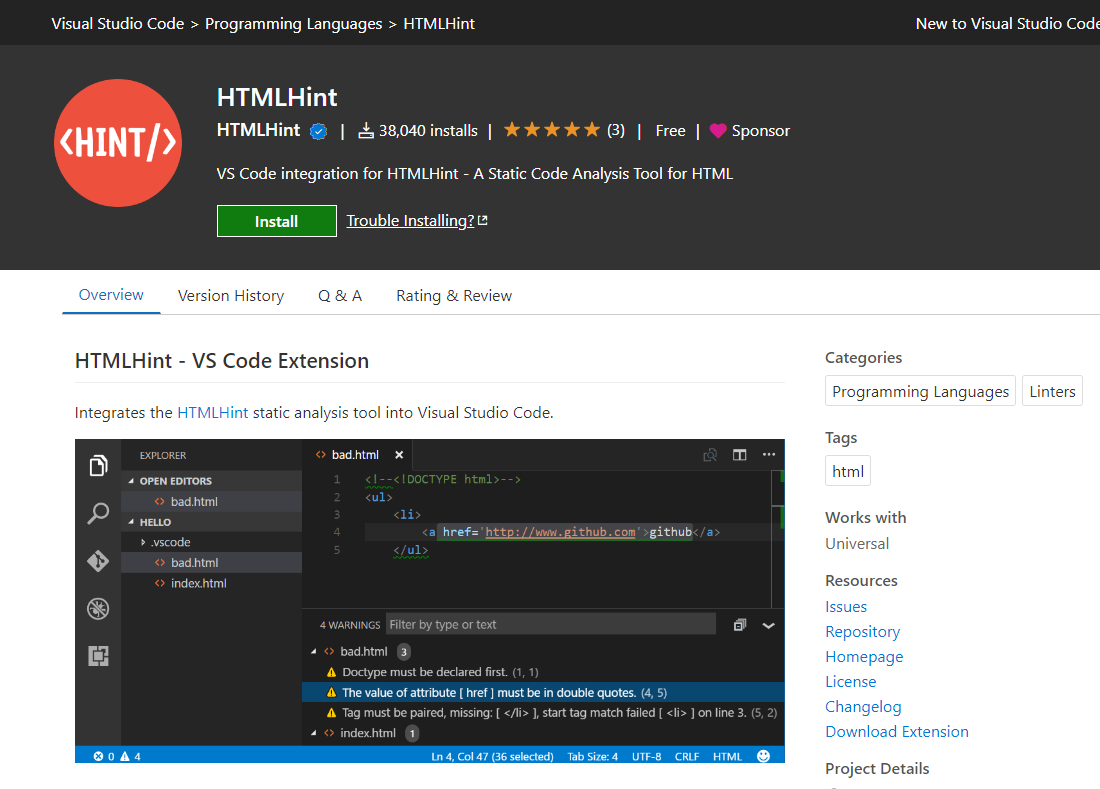 Visual Studio Code > Programming Languages > HTMLHint
New to Visual Studio Code
<HINT/>
HTMLHint
HTMLHint | 38,040 installs | (3) | Free | Sponsor
VS Code integration for HTMLHint - A Static Code Analysis Tool for HTML
Install Trouble Installing?
Overview Version History Q & A Rating & Review
HTMLHint - VS Code Extension
Integrates the HTMLHint static analysis tool into Visual Studio Code.
EXPLORER
OPEN EDITORS
bad.html
HELLO
.vscode
bad.html
index.html
bad.html
1 <!--<!DOCTYPE html>-->
2 <ul>
3 <li>
4 <a href='http://www.github.com'>github</a>
5 </ul>
4 WARNINGS Filter by type or text
bad.html 3
Doctype must be declared first. (1, 1)
The value of attribute [ href ] must be in double quotes. (4, 5)
Tag must be paired, missing: [ </li> ], start tag match failed [ <li> ] on line 3. (5, 2)
index.html 1
0 4 Ln 4, Col 47 (36 selected) Tab Size: 4 UTF-8 CRLF HTML
Categories
Programming Languages Linters
Tags
html
Works with
Universal
Resources
Issues
Repository
Homepage
License
Changelog
Download Extension
Project Details